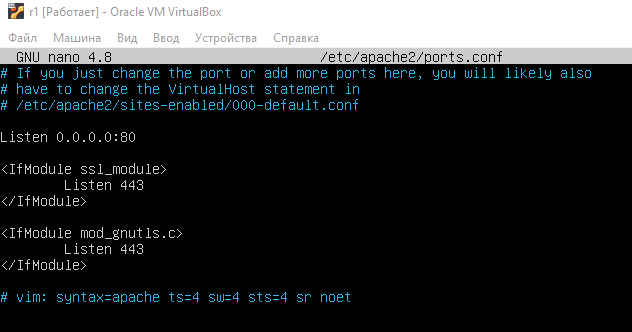 r1 [Работает] - Oracle VM VirtualBox
Файл Машина Вид Ввод Устройства Справка
GNU nano 4.8 /etc/apache2/ports.conf
# If you just change the port or add more ports here, you will likely also
# have to change the VirtualHost statement in
# /etc/apache2/sites-enabled/000-default.conf
Listen 0.0.0.0:80
<IfModule ssl_module>
Listen 443
</IfModule>
<IfModule mod_gnutls.c>
Listen 443
</IfModule>
# vim: syntax=apache ts=4 sw=4 sts=4 sr noet